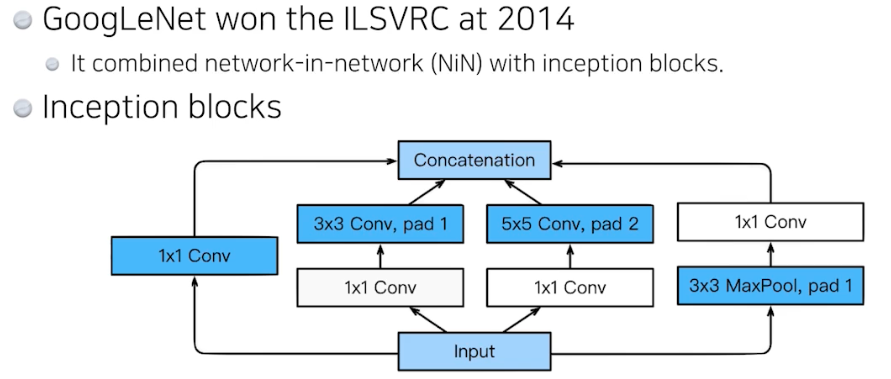 GoogLeNet won the ILSVRC at 2014
It combined network-in-network (NiN) with inception blocks.
Inception blocks
Concatenation
3x3 Conv, pad 1
5x5 Conv, pad 2
1x1 Conv
1x1 Conv
1x1 Conv
1x1 Conv
3x3 MaxPool, pad 1
Input